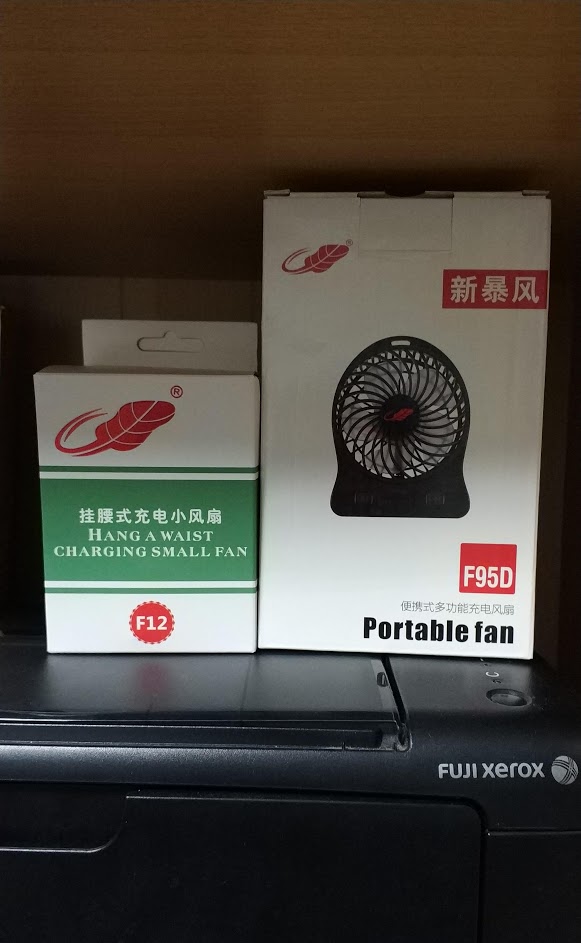 ®
挂腰式充电小风扇
HANG A WAIST
CHARGING SMALL FAN
F12
®
新暴风
F95D
便携式多功能充电风扇
Portable fan
FUJI xerox